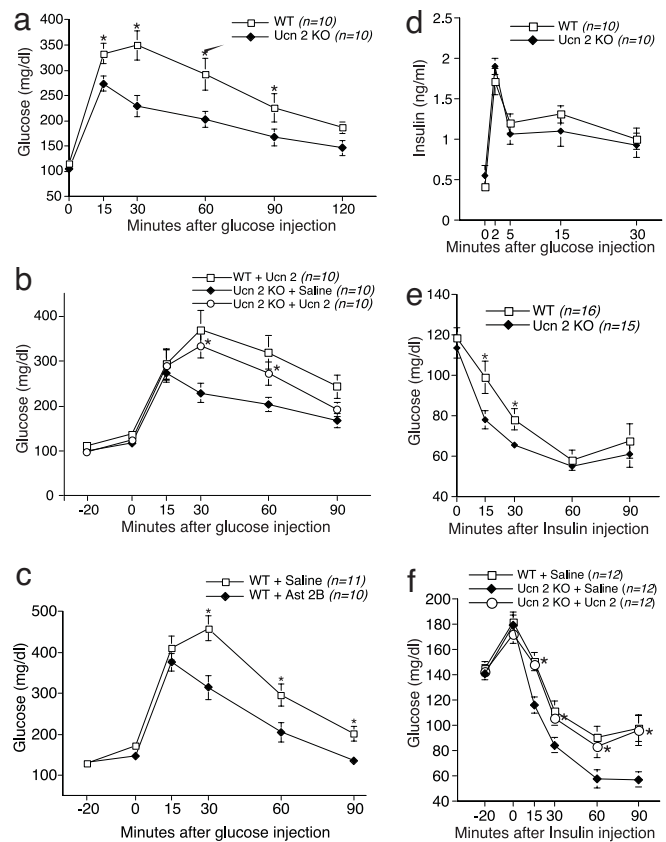 a
WT (n=10)
Ucn 2 KO (n=10)
Glucose (mg/dl)
400
350
300
250
200
150
100
50
* * * *
0 15 30 60 90 120
Minutes after glucose injection
b
WT + Ucn 2 (n=10)
Ucn 2 KO + Saline (n=10)
Ucn 2 KO + Ucn 2 (n=10)
Glucose (mg/dl)
400
300
200
100
0
* *
-20 0 15 30 60 90
Minutes after glucose injection
c
WT + Saline (n=11)
WT + Ast 2B (n=10)
Glucose (mg/dl)
500
400
300
200
100
* * *
-20 0 15 30 60 90
Minutes after glucose injection
d
WT (n=10)
Ucn 2 KO (n=10)
Insulin (ng/ml)
2.5
2
1.5
1
0.5
0
0 2 5 15 30
Minutes after glucose injection
e
WT (n=16)
Ucn 2 KO (n=15)
Glucose (mg/dl)
140
120
100
80
60
40
* *
0 15 30 60 90
Minutes after Insulin injection
f
WT + Saline (n=12)
Ucn 2 KO + Saline (n=12)
Ucn 2 KO + Ucn 2 (n=12)
Glucose (mg/dl)
200
180
160
140
120
100
80
60
40
* * * *
-20 0 15 30 60 90
Minutes after Insulin injection